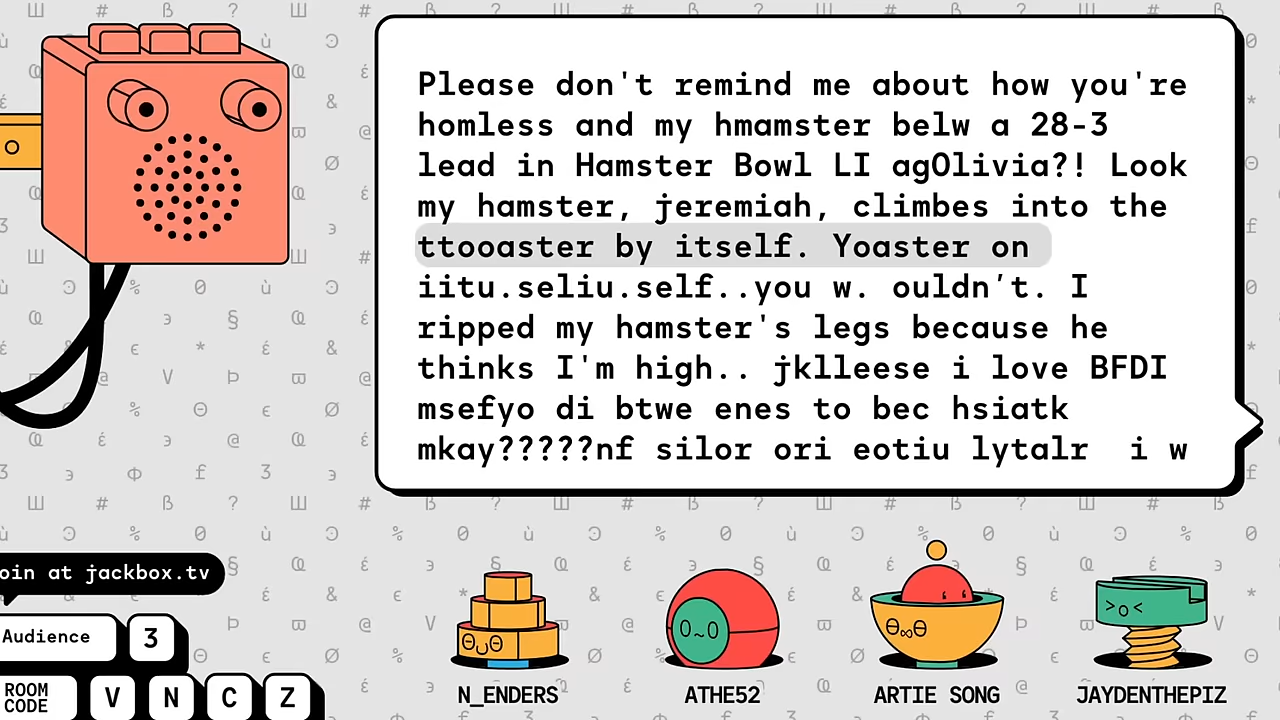 Please don't remind me about how you're
homless and my hmamster belw a 28-3
lead in Hamster Bowl LI agOlivia?! Look
my hamster, jeremiah, climbes into the
ttooaster by itself. Yoaster on
iitu.seliu.self..you w. ouldn't. I
ripped my hamster's legs because he
thinks I'm high.. jklleese i love BFDI
msefyo di btwe enes to bec hsiatk
mkay?????nf silor ori eotiu lytalr  i w
oin at jackbox.tv
Audience 3
ROOM
CODE V N C Z
N_ENDERS ATHE52 ARTIE SONG JAYDENTHEPIZ